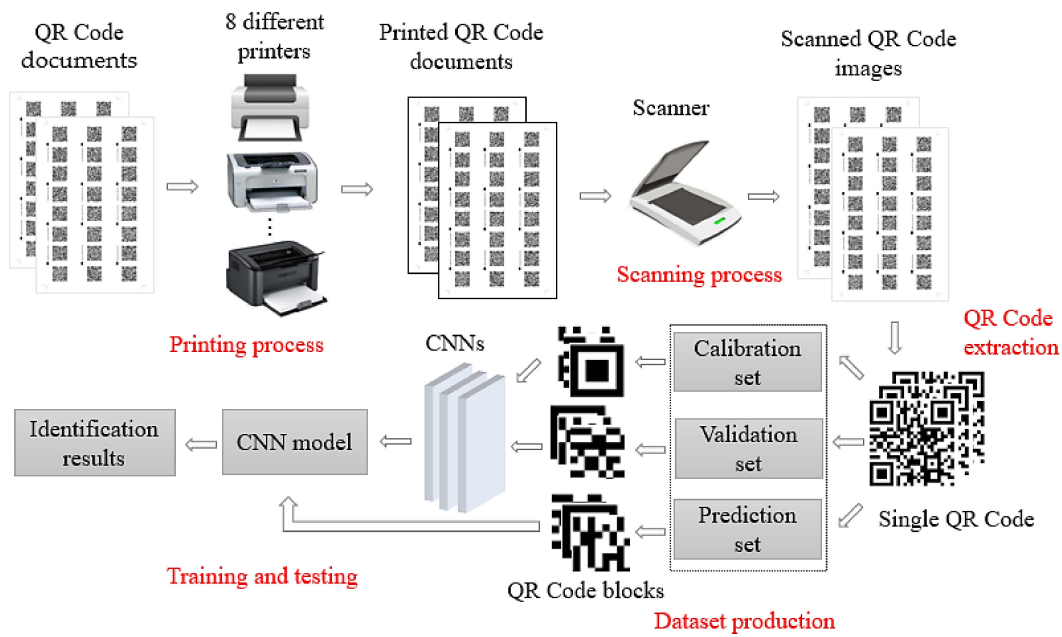 QR Code
documents
8 different
printers
Printed QR Code
documents
Scanner
Scanned QR Code
images
Printing process
Scanning process
QR Code
extraction
CNNs
Calibration
set
Identification
results
CNN model
Validation
set
Prediction
set
Single QR Code
Training and testing
QR Code blocks
Dataset production